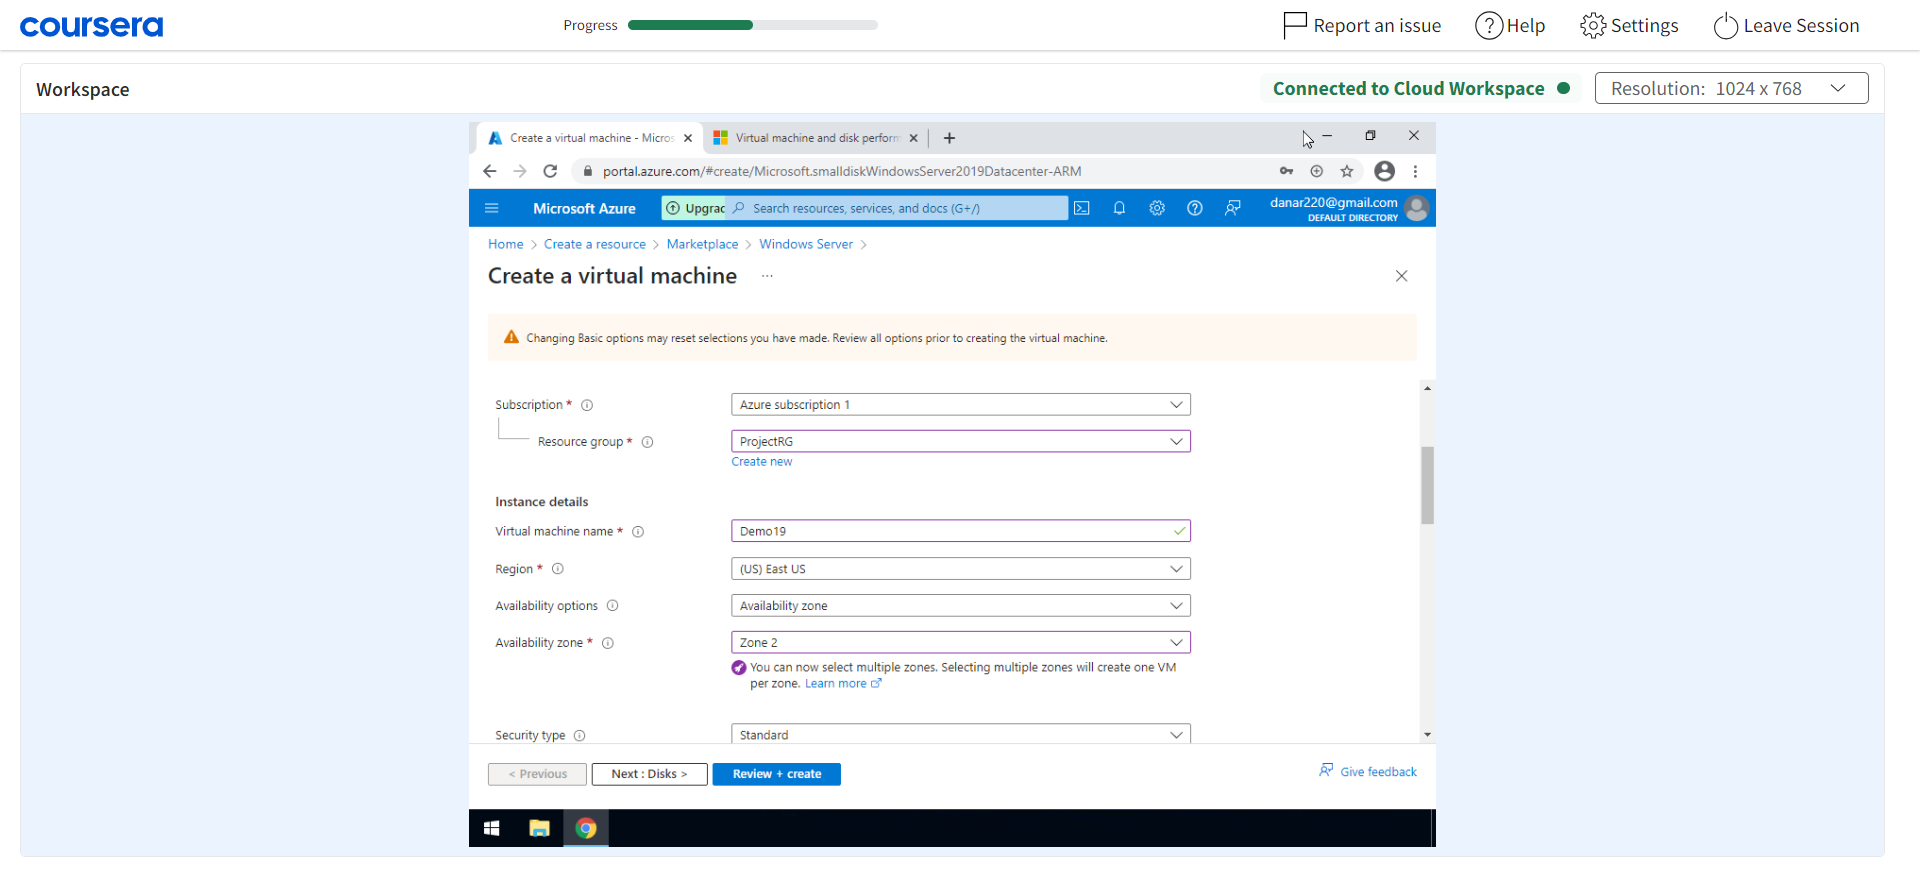 coursera
Progress
Report an issue
Help
Settings
Leave Session
Workspace
Connected to Cloud Workspace
Resolution: 1024 x 768
Create a virtual machine - Micros
Virtual machine and disk perform
portal.azure.com/#create/Microsoft.smalldiskWindowsServer2019Datacenter-ARM
Microsoft Azure
Upgrad
Search resources, services, and docs (G+/)
danar220@gmail.com
DEFAULT DIRECTORY
Home > Create a resource > Marketplace > Windows Server >
Create a virtual machine ...
Changing Basic options may reset selections you have made. Review all options prior to creating the virtual machine.
Subscription * Azure subscription 1
Resource group * ProjectRG
Create new
Instance details
Virtual machine name * Demo19
Region * (US) East US
Availability options Availability zone
Availability zone * Zone 2
You can now select multiple zones. Selecting multiple zones will create one VM
per zone. Learn more
Security type Standard
< Previous
Next : Disks >
Review + create
Give feedback